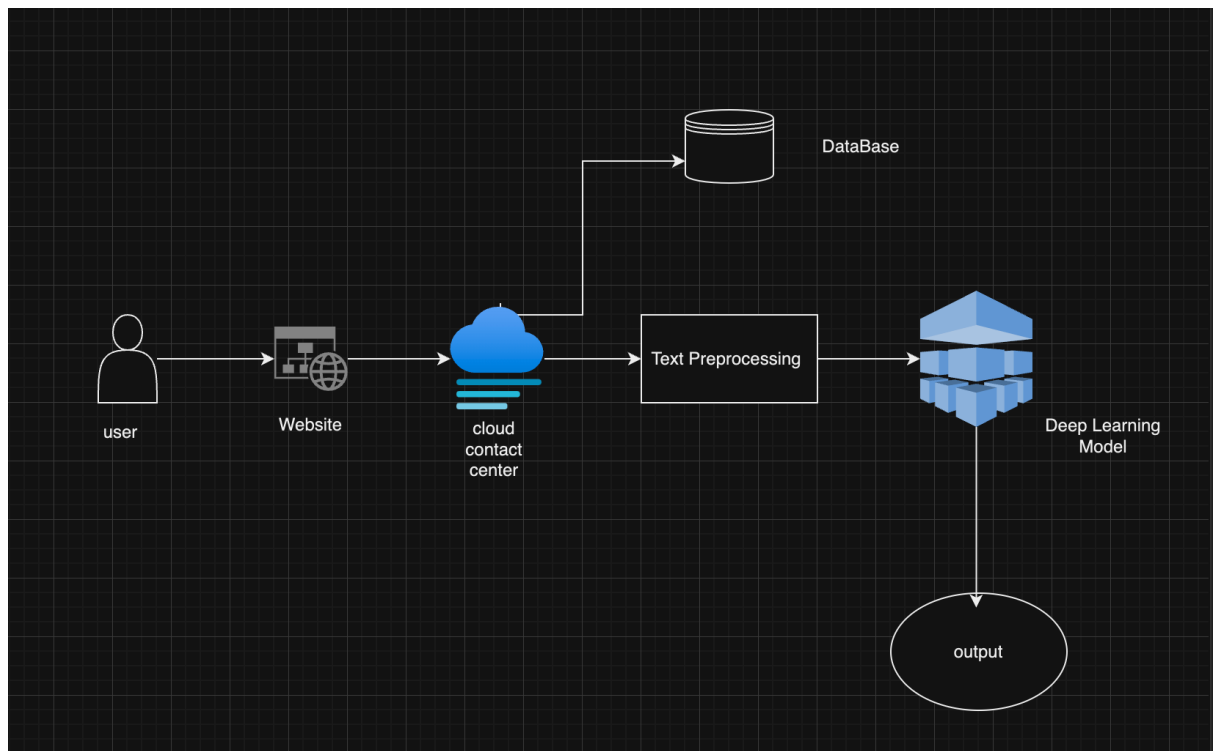 DataBase
Text Preprocessing
user
Website
cloud
contact
center
Deep Learning
Model
output